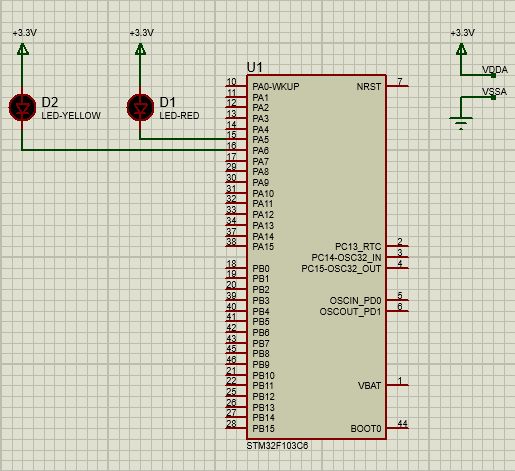 +3.3V
+3.3V
+3.3V
D2
LED-YELLOW
D1
LED-RED
VDDA
VSSA
U1
10 PA0-WKUP NRST 7
11 PA1
12 PA2
13 PA3
14 PA4
15 PA5
16 PA6
17 PA7
29 PA8
30 PA9
31 PA10
32 PA11
33 PA12
34 PA13
37 PA14
38 PA15 PC13_RTC 2
PC14-OSC32_IN 3
PC15-OSC32_OUT 4
18 PB0
19 PB1
20 PB2
39 PB3 OSCIN_PD0 5
40 PB4 OSCOUT_PD1 6
41 PB5
42 PB6
43 PB7
45 PB8
46 PB9
21 PB10
22 PB11 VBAT 1
25 PB12
26 PB13
27 PB14
28 PB15 BOOT0 44
STM32F103C6